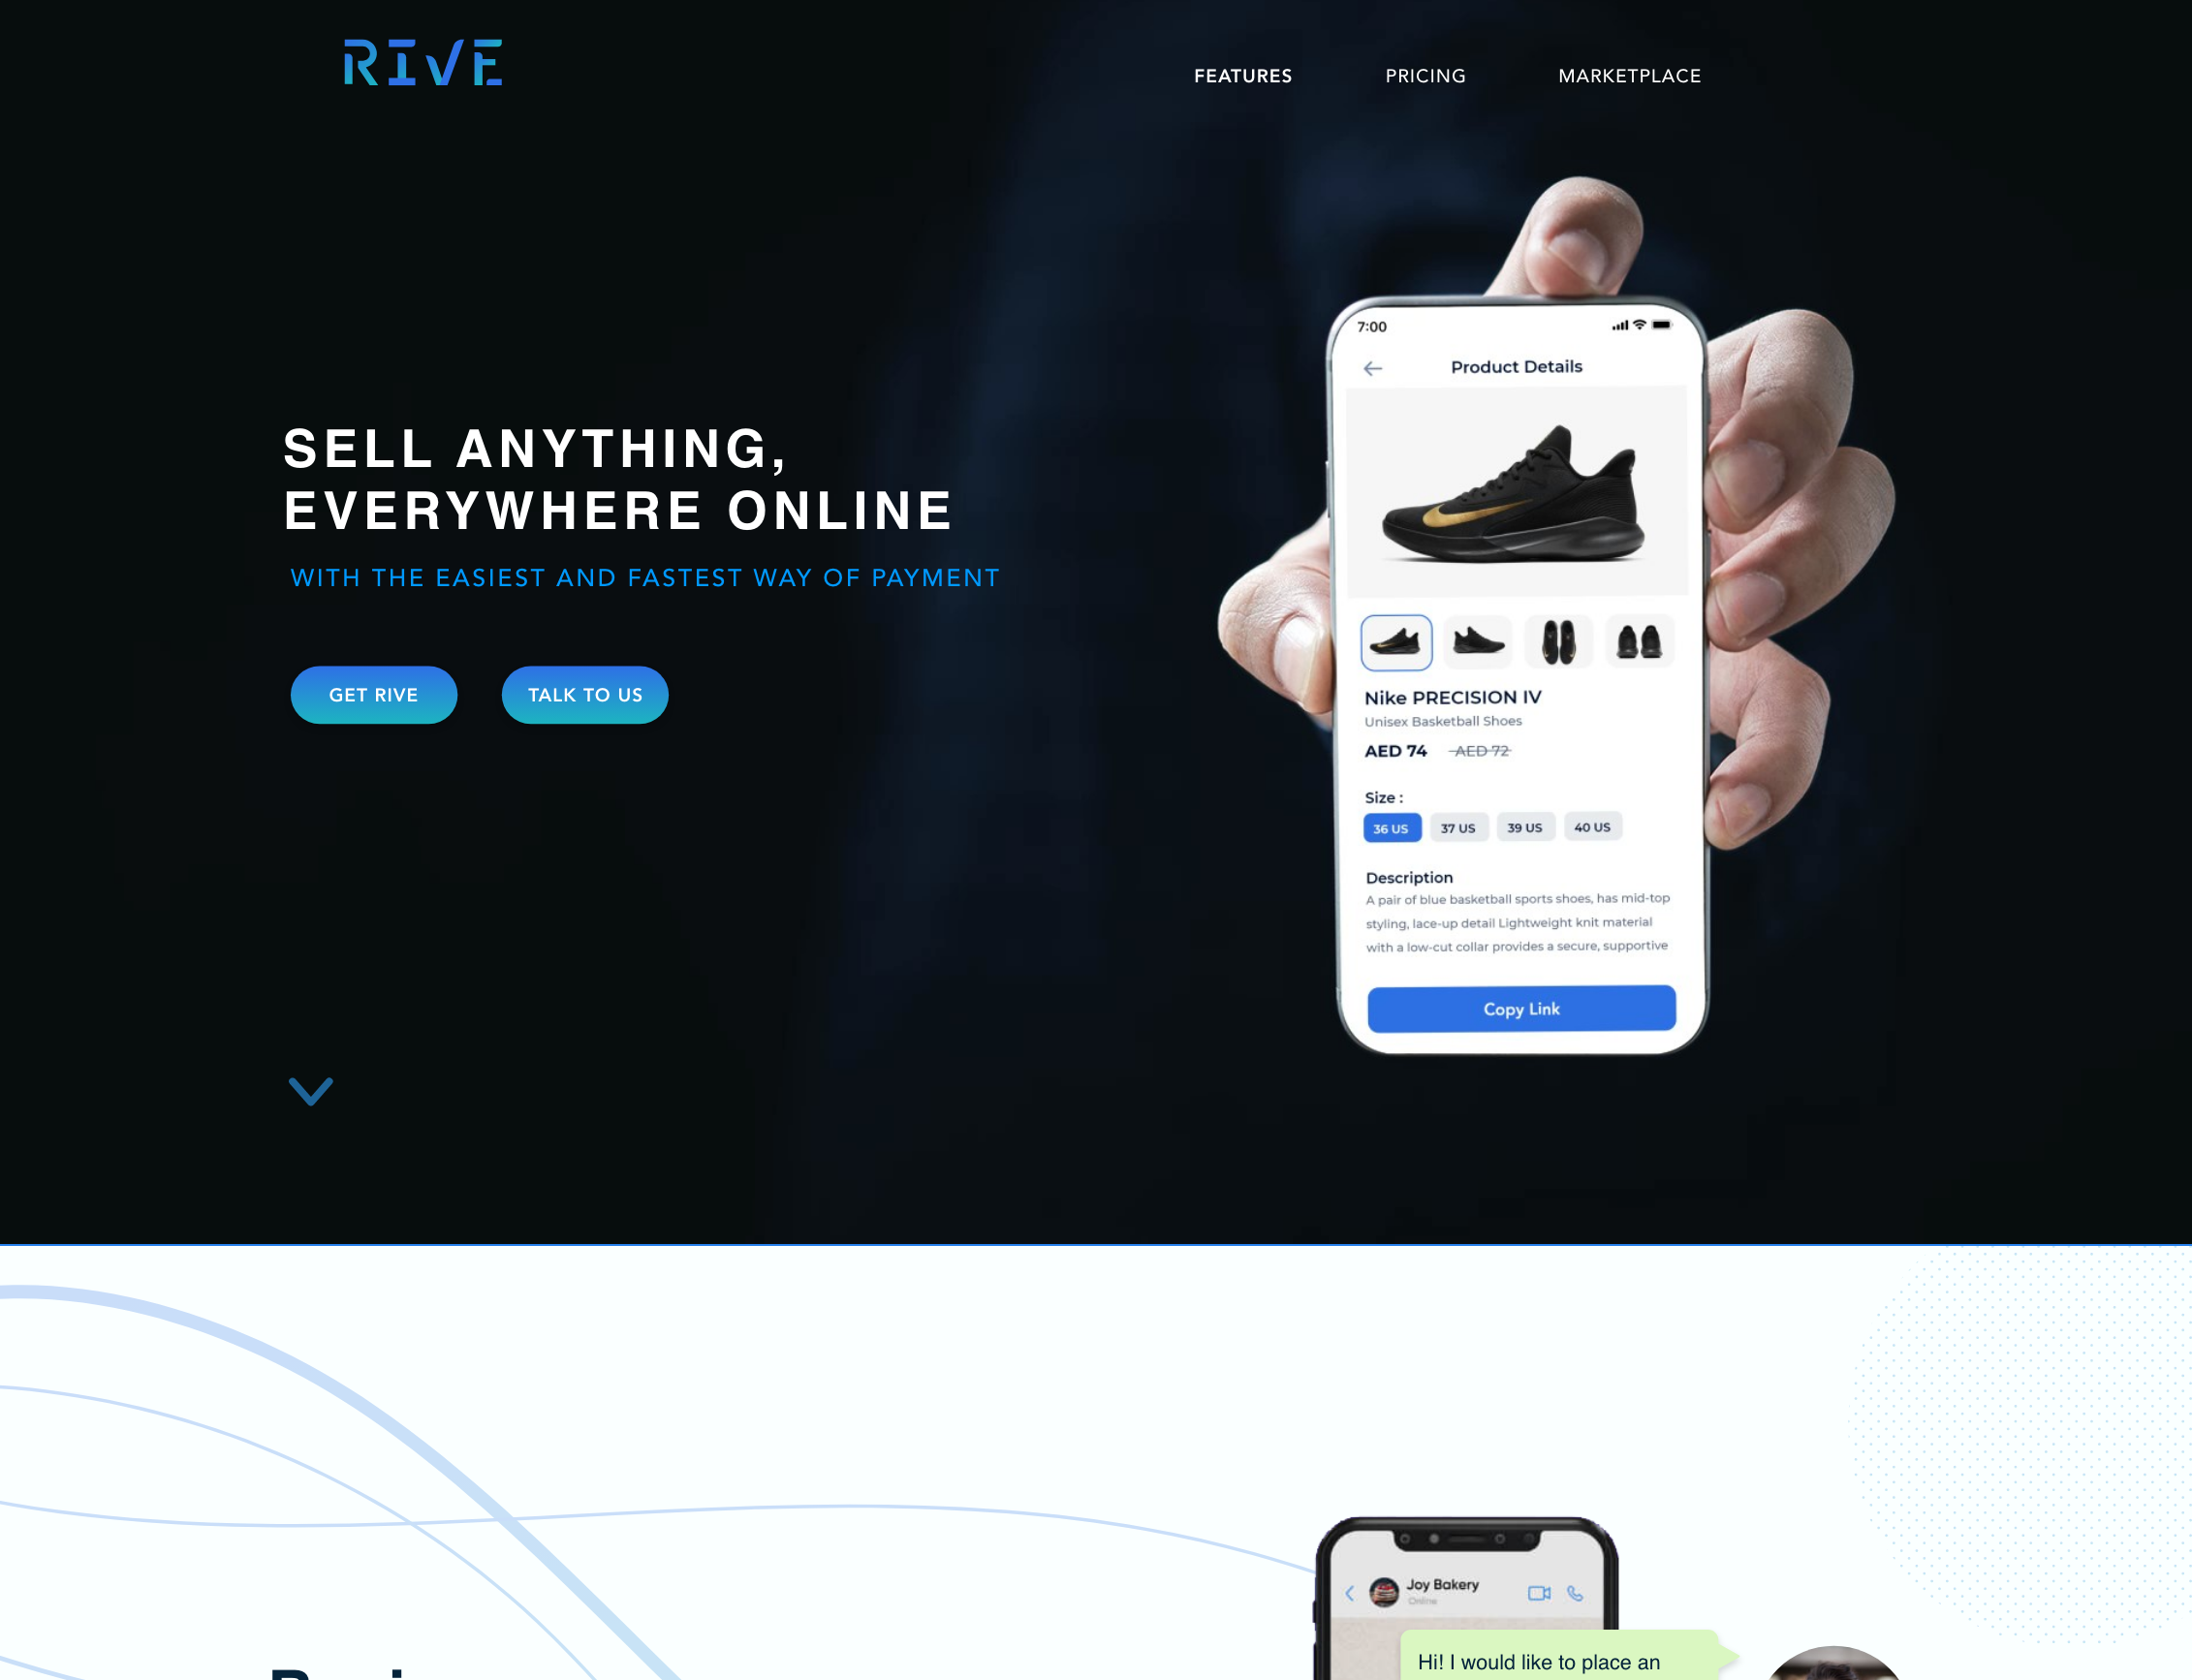 RIVE
FEATURES
PRICING
MARKETPLACE
SELL ANYTHING,
EVERYWHERE ONLINE
WITH THE EASIEST AND FASTEST WAY OF PAYMENT
GET RIVE
TALK TO US
7:00
Product Details
Nike PRECISION IV
Unisex Basketball Shoes
AED 74 AED 72
Size :
36 US 37 US 39 US 40 US
Description
A pair of blue basketball sports shoes, has mid-top
styling, lace-up detail Lightweight knit material
with a low-cut collar provides a secure, supportive
Copy Link
Joy Bakery
Online
Hi! I would like to place an